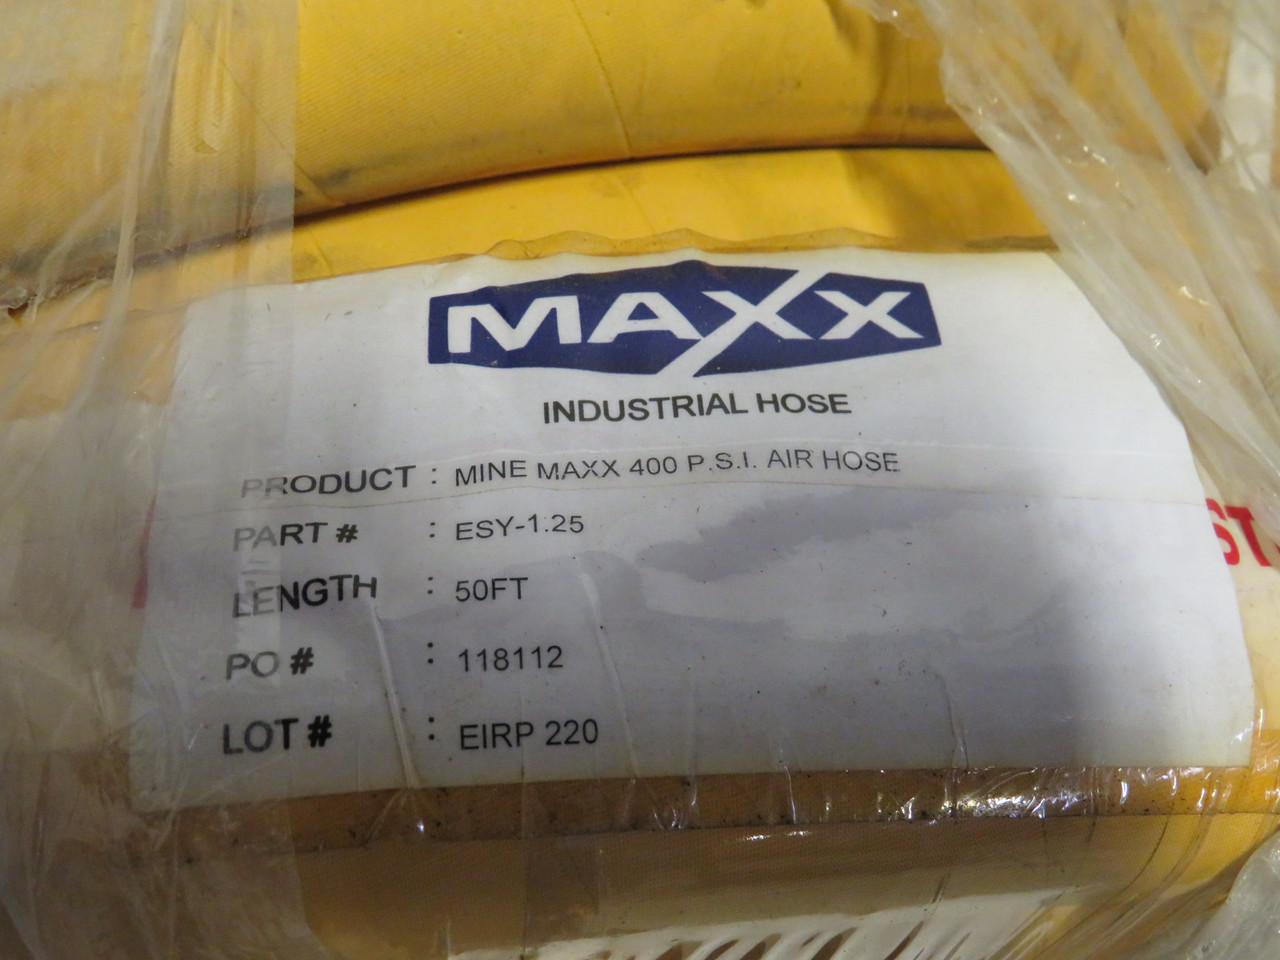 MAXX
INDUSTRIAL HOSE
PRODUCT : MINE MAXX 400 P.S.I. AIR HOSE
PART # : ESY-1.25
LENGTH : 50FT
PO # : 118112
LOT # : EIRP 220
ST